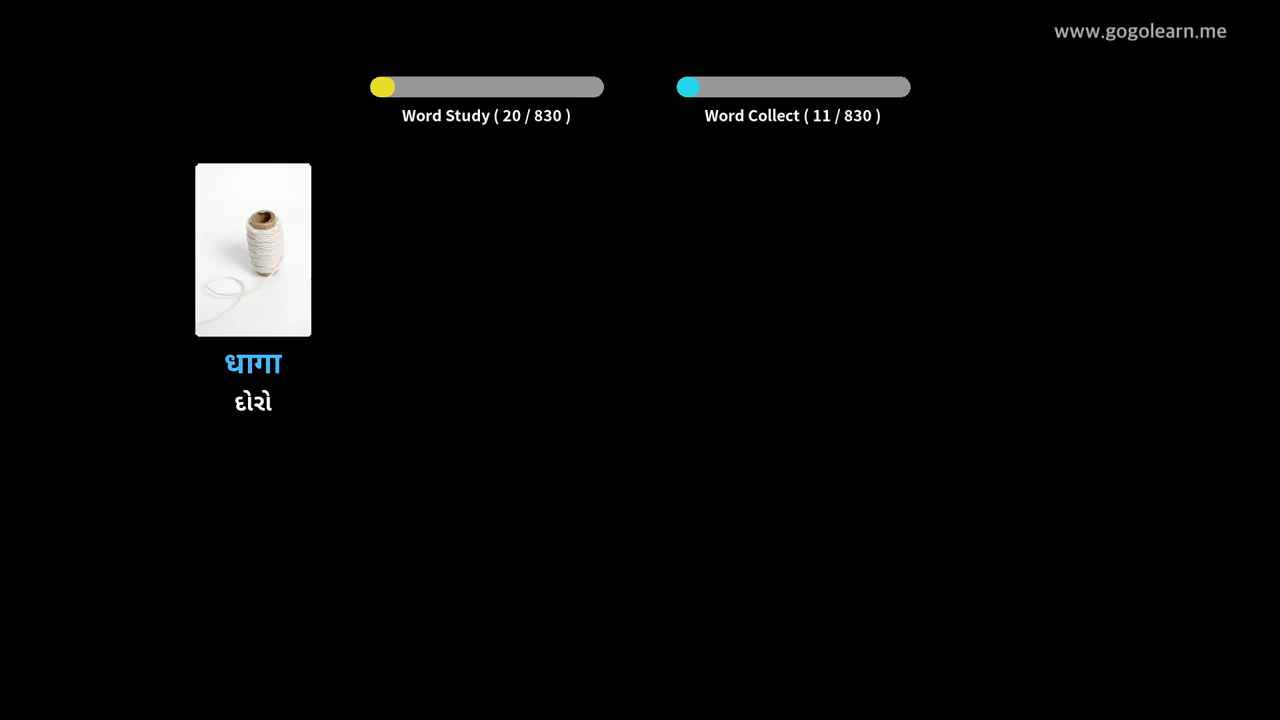 www.gogolearn.me
Word Study ( 20 / 830 )
Word Collect ( 11 / 830 )
धागा
દોરો